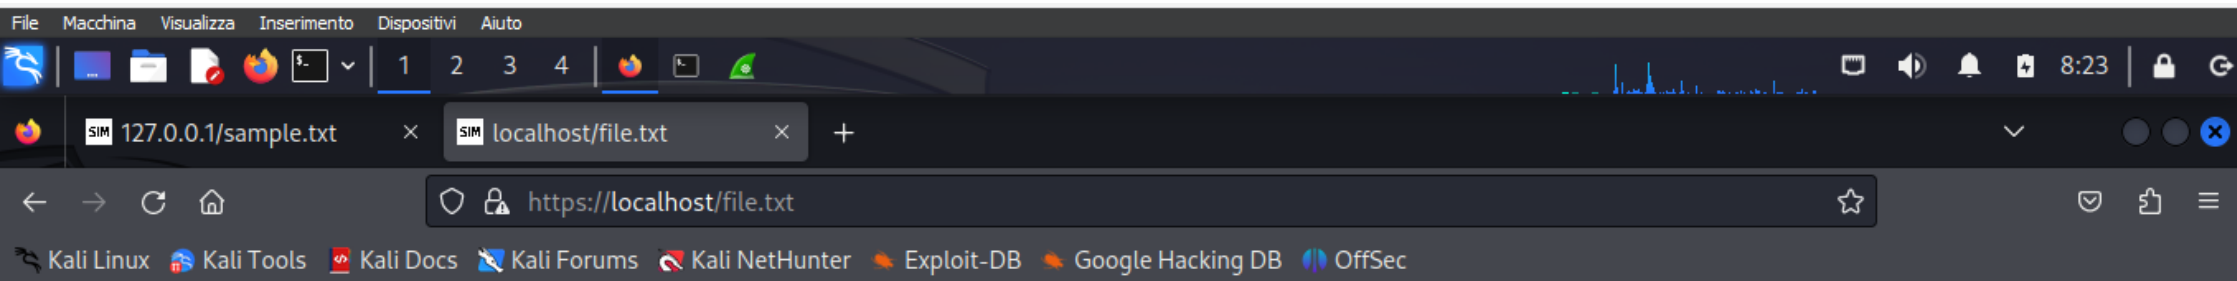 File Macchina Visualizza Inserimento Dispositivi Aiuto
1 2 3 4 8:23
SIM 127.0.0.1/sample.txt SIM localhost/file.txt
https://localhost/file.txt
Kali Linux Kali Tools Kali Docs Kali Forums Kali NetHunter Exploit-DB Google Hacking DB OffSec